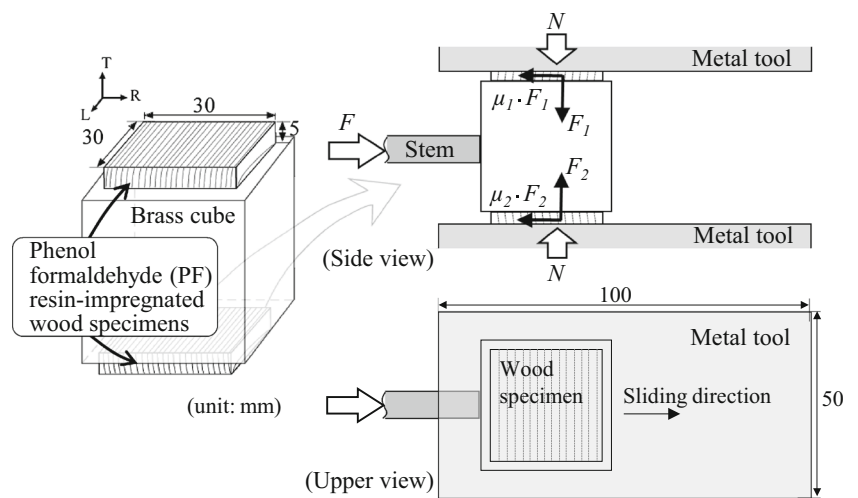 T
R
L
30
30
5
Brass cube
Phenol
formaldehyde (PF)
resin-impregnated
wood specimens
(unit: mm)
N
Metal tool
μ1・F1
F1
F
Stem
F2
μ2・F2
Metal tool
(Side view)
N
100
Metal tool
Wood
specimen
Sliding direction
50
(Upper view)